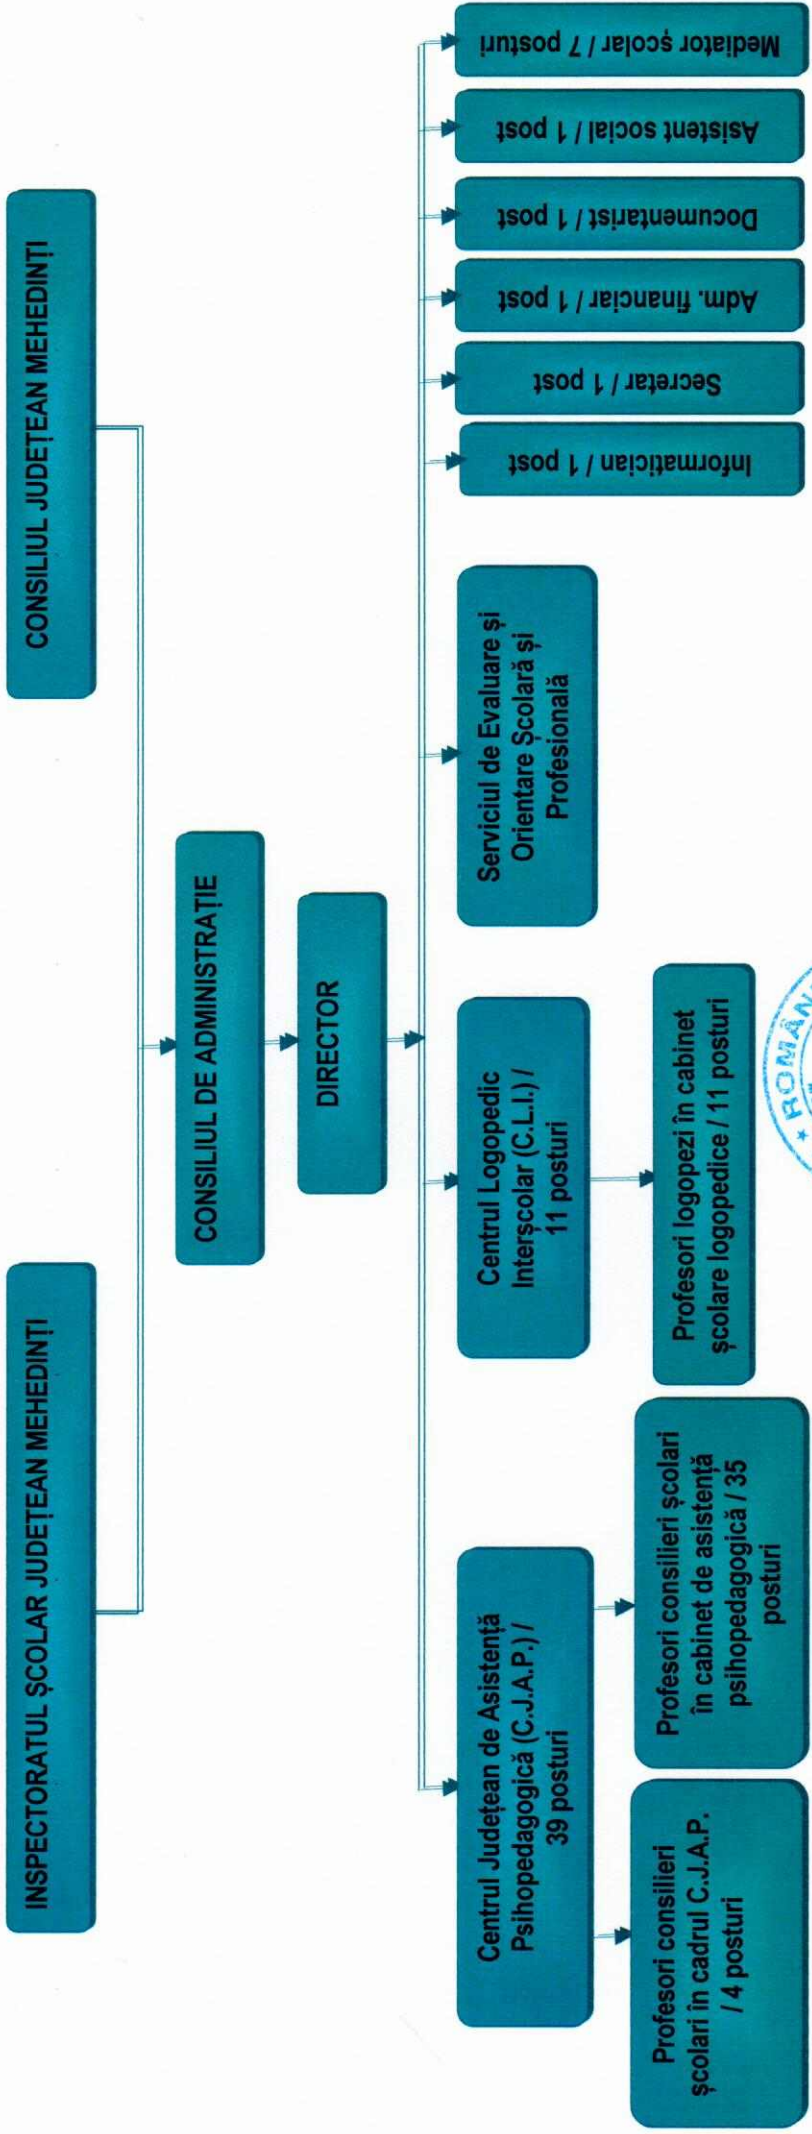 INSPECTORATUL ȘCOLAR JUDEȚEAN MEHEDINȚI
CONSILIUL JUDEȚEAN MEHEDINȚI
CONSILIUL DE ADMINISTRAȚIE
DIRECTOR
Centrul Județean de Asistență
Psihopedagogică (C.J.A.P.) /
39 posturi
Centrul Logopedic
Interșcolar (C.L.I.) /
11 posturi
Serviciul de Evaluare și
Orientare Școlară și
Profesională
Informatician / 1 post
Secretar / 1 post
Adm. financiar / 1 post
Documentarist / 1 post
Asistent social / 1 post
Mediator școlar / 7 posturi
Profesori consilieri
școlari în cadrul C.J.A.P.
/ 4 posturi
Profesori consilieri școlari
în cabinet de asistență
psihopedagogică / 35
posturi
Profesori logopezi în cabinet
școlare logopedice / 11 posturi